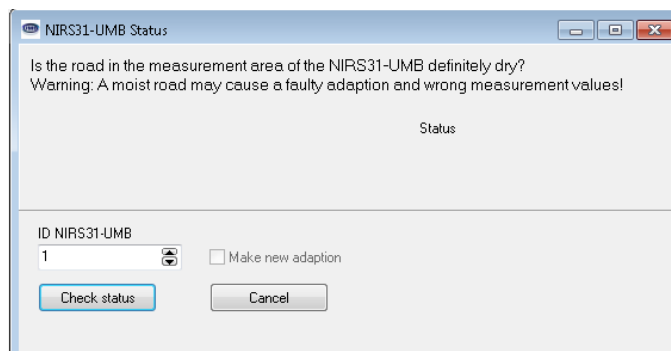 NIRS31-UMB Status
Is the road in the measurement area of the NIRS31-UMB definitely dry?
Warning: A moist road may cause a faulty adaption and wrong measurement values!
Status
ID NIRS31-UMB
1
Make new adaption
Check status
Cancel